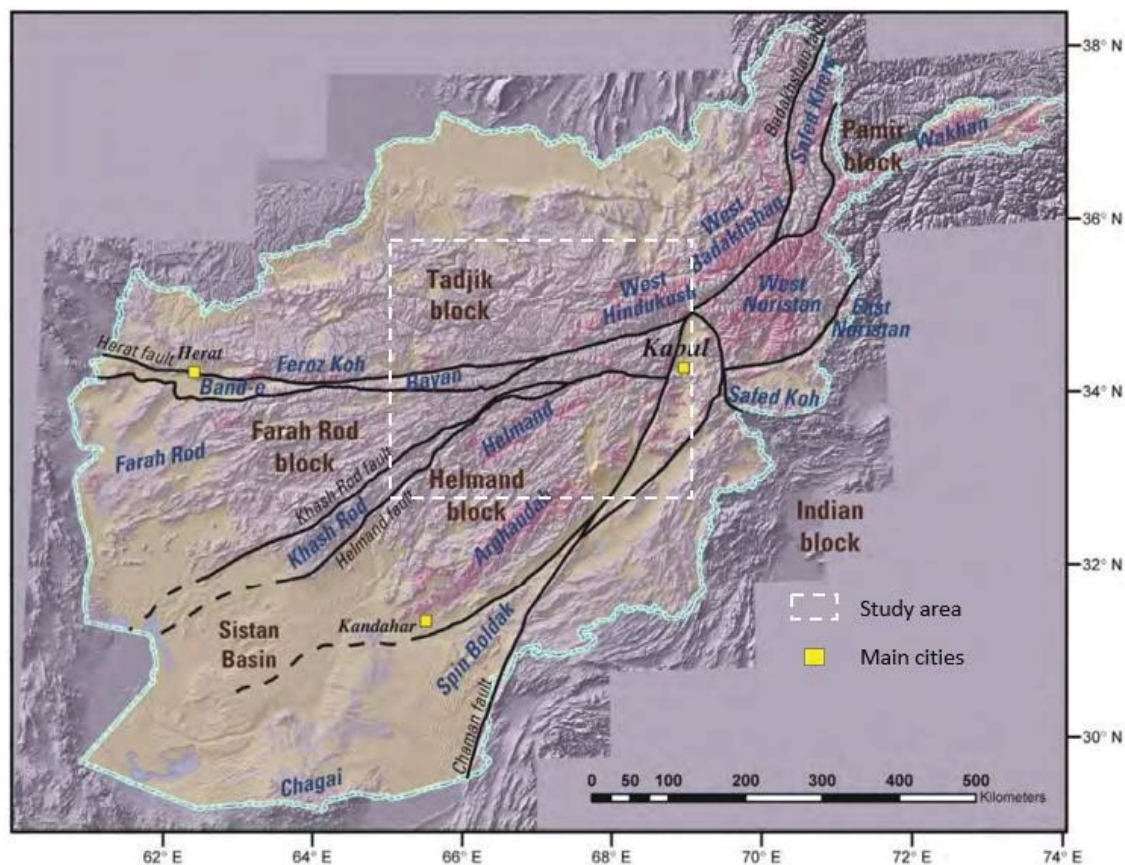 38° N
36° N
34° N
32° N
30° N
Badakhshan fault
Safed Khers
Pamir
block
Wakhan
West
Badakhshan
Tadjik
block
West
Hindukush
West
Nuristan
East
Nuristan
Herat fault
Herat
Feroz Koh
Kabul
Band-e
Bayan
Safed Koh
Farah Rod
block
Farah Rod
Helmand
Khash Rod fault
Helmand
block
Khash Rod
Helmand fault
Arghandab
Indian
block
Study area
Kandahar
Sistan
Basin
Spin Boldak
Main cities
Chaman fault
Chagai
0 50 100 200 300 400 500
Kilometers
62° E 64° E 66° E 68° E 70° E 72° E 74° E